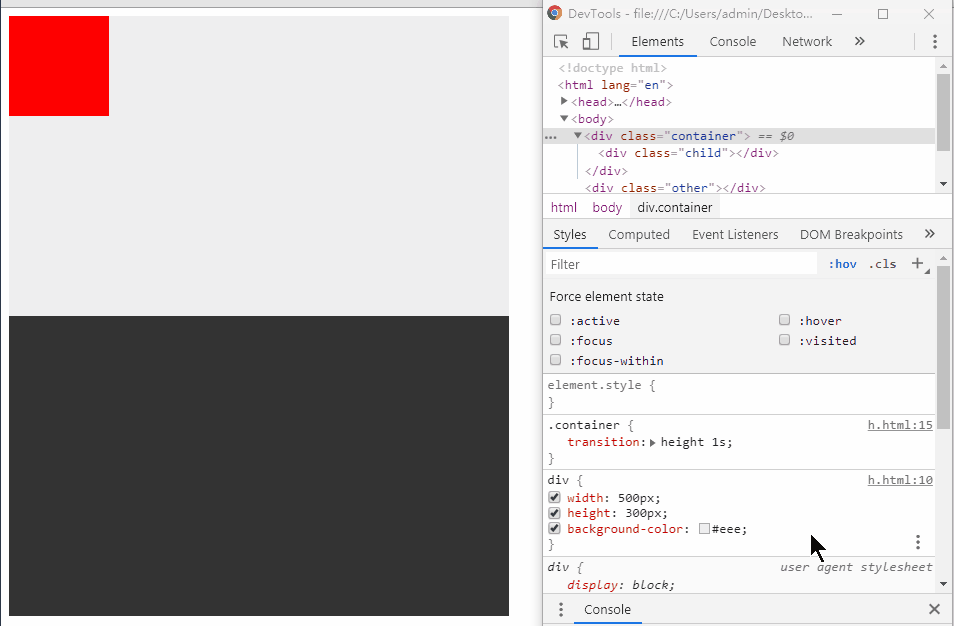 DevTools - file:///C:/Users/admin/Deskto...
Elements Console Network »
<!doctype html>
<html lang="en">
<head>…</head>
<body>
... <div class="container"> == $0
<div class="child"></div>
</div>
<div class="other"></div>
html body div.container
Styles Computed Event Listeners DOM Breakpoints »
Filter :hov .cls +
Force element state
:active :hover
:focus :visited
:focus-within
element.style {
}
.container { h.html:15
transition: height 1s;
}
div { h.html:10
width: 500px;
height: 300px;
background-color: #eee;
}
div { user agent stylesheet
display: block;
Console